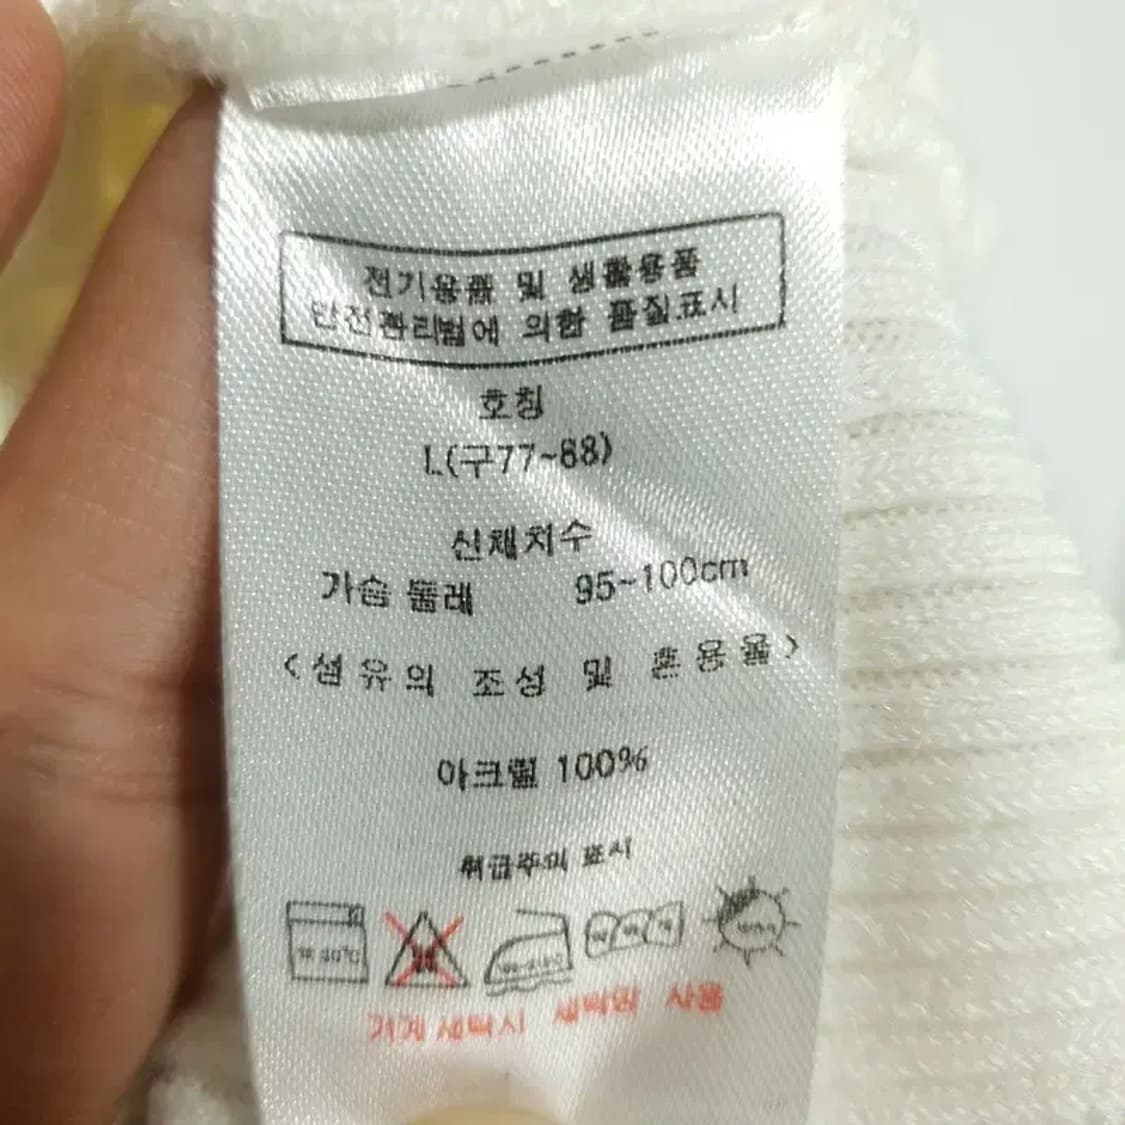 전기용품 및 생활용품
안전관리법에 의한 품질표시
호칭
L(구77~88)
신체치수
가슴 둘레 95~100cm
<섬유의 조성 및 혼용율>
아크릴 100%
취급주의 표시
기계 세탁시 세탁망 사용